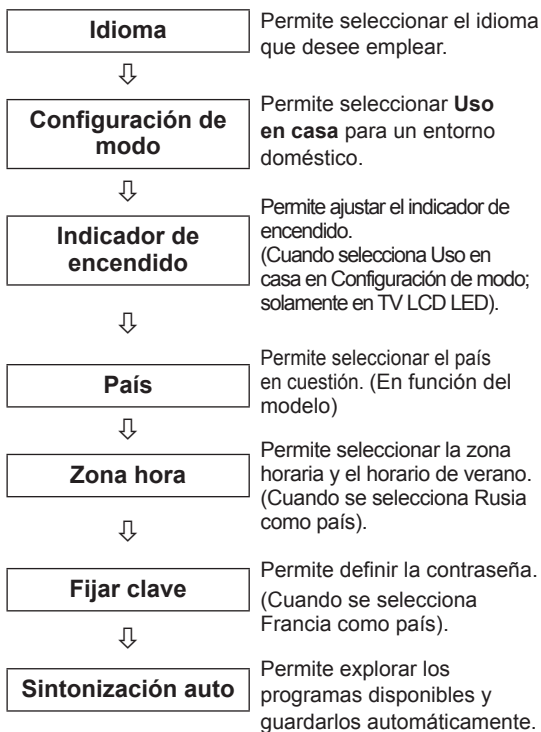 Idioma
Permite seleccionar el idioma
que desee emplear.
Configuración de
modo
Permite seleccionar Uso
en casa para un entorno
doméstico.
Indicador de
encendido
Permite ajustar el indicador de
encendido.
(Cuando selecciona Uso en
casa en Configuración de modo;
solamente en TV LCD LED).
País
Permite seleccionar el país
en cuestión. (En función del
modelo)
Zona hora
Permite seleccionar la zona
horaria y el horario de verano.
(Cuando se selecciona Rusia
como país).
Fijar clave
Permite definir la contraseña.
(Cuando se selecciona
Francia como país).
Sintonización auto
Permite explorar los
programas disponibles y
guardarlos automáticamente.